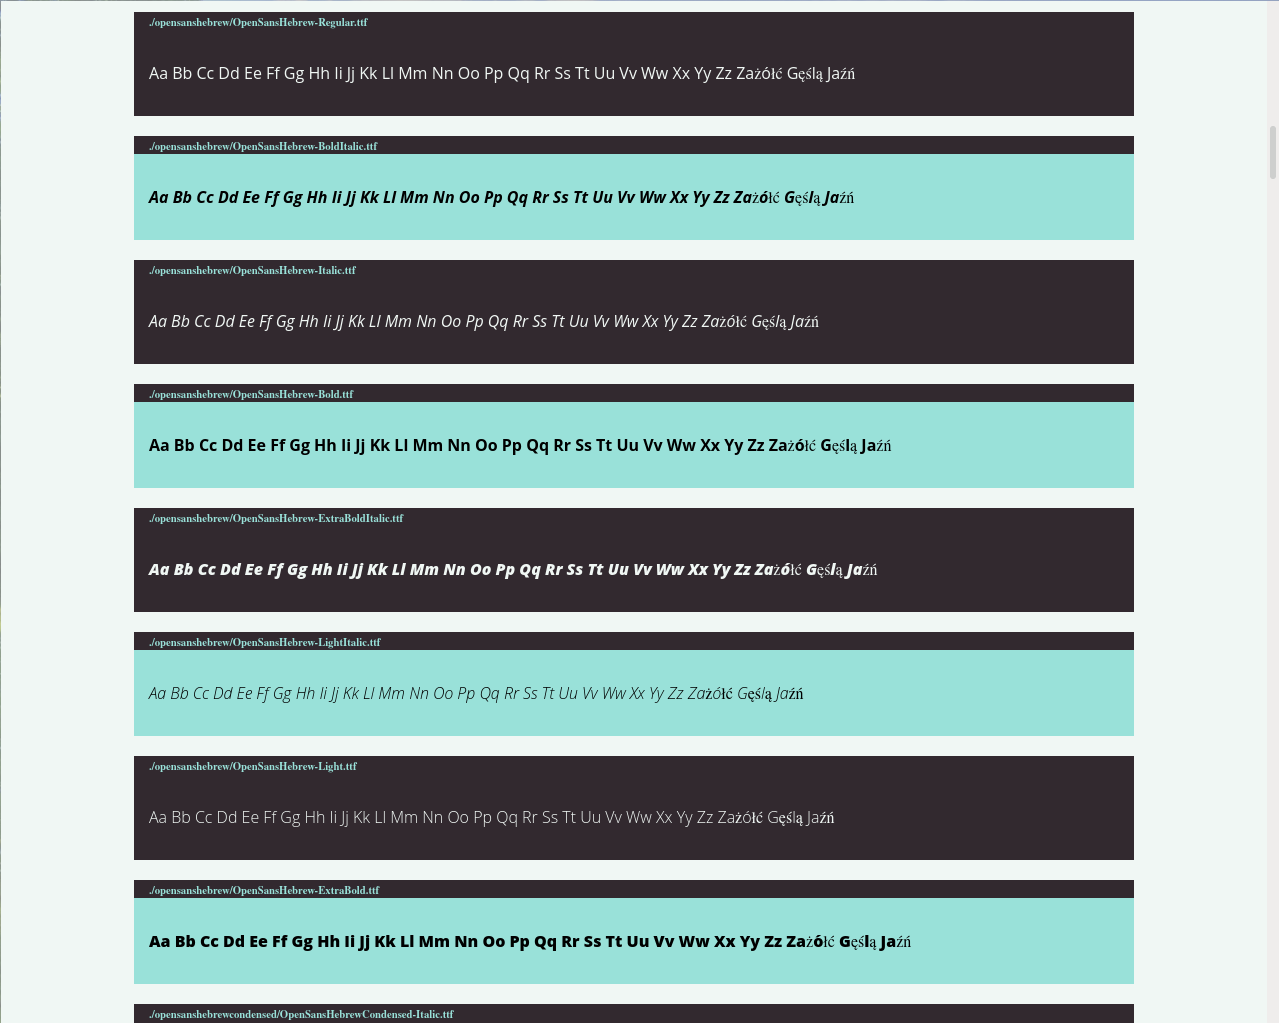 ./opensanshebrew/OpenSansHebrew-Regular.ttf
Aa Bb Cc Dd Ee Ff Gg Hh Ii Jj Kk Ll Mm Nn Oo Pp Qq Rr Ss Tt Uu Vv Ww Xx Yy Zz Zażółć Gęślą Jaźń
./opensanshebrew/OpenSansHebrew-BoldItalic.ttf
Aa Bb Cc Dd Ee Ff Gg Hh Ii Jj Kk Ll Mm Nn Oo Pp Qq Rr Ss Tt Uu Vv Ww Xx Yy Zz Zażółć Gęślą Jaźń
./opensanshebrew/OpenSansHebrew-Italic.ttf
Aa Bb Cc Dd Ee Ff Gg Hh Ii Jj Kk Ll Mm Nn Oo Pp Qq Rr Ss Tt Uu Vv Ww Xx Yy Zz Zażółć Gęślą Jaźń
./opensanshebrew/OpenSansHebrew-Bold.ttf
Aa Bb Cc Dd Ee Ff Gg Hh Ii Jj Kk Ll Mm Nn Oo Pp Qq Rr Ss Tt Uu Vv Ww Xx Yy Zz Zażółć Gęślą Jaźń
./opensanshebrew/OpenSansHebrew-ExtraBoldItalic.ttf
Aa Bb Cc Dd Ee Ff Gg Hh Ii Jj Kk Ll Mm Nn Oo Pp Qq Rr Ss Tt Uu Vv Ww Xx Yy Zz Zażółć Gęślą Jaźń
./opensanshebrew/OpenSansHebrew-LightItalic.ttf
Aa Bb Cc Dd Ee Ff Gg Hh Ii Jj Kk Ll Mm Nn Oo Pp Qq Rr Ss Tt Uu Vv Ww Xx Yy Zz Zażółć Gęślą Jaźń
./opensanshebrew/OpenSansHebrew-Light.ttf
Aa Bb Cc Dd Ee Ff Gg Hh Ii Jj Kk Ll Mm Nn Oo Pp Qq Rr Ss Tt Uu Vv Ww Xx Yy Zz Zażółć Gęślą Jaźń
./opensanshebrew/OpenSansHebrew-ExtraBold.ttf
Aa Bb Cc Dd Ee Ff Gg Hh Ii Jj Kk Ll Mm Nn Oo Pp Qq Rr Ss Tt Uu Vv Ww Xx Yy Zz Zażółć Gęślą Jaźń
./opensanshebrewcondensed/OpenSansHebrewCondensed-Italic.ttf